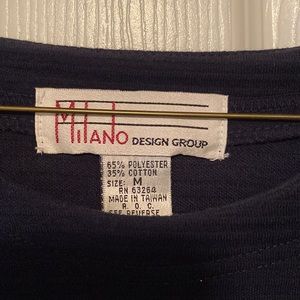 Milano DESIGN GROUP
65% POLYESTER
35% COTTON
SIZE: M
RN 63264
MADE IN TAIWAN
R. O. C.
SEE REVERSE